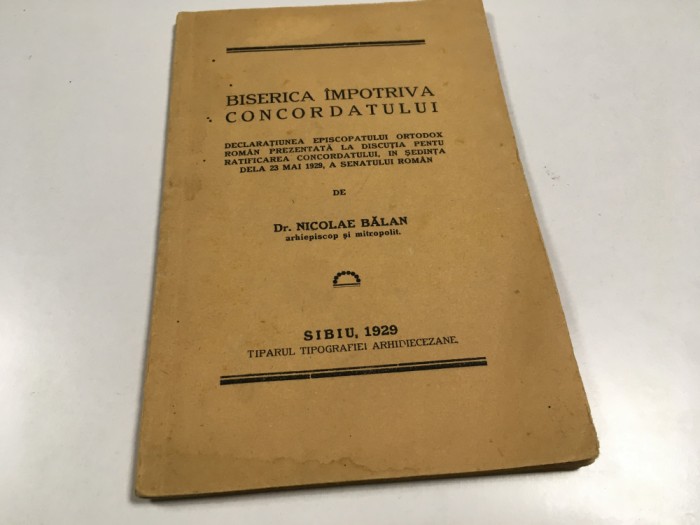 BISERICA ÎMPOTRIVA
CONCORDATULUI
DECLARAȚIUNEA EPISCOPATULUI ORTODOX
ROMÂN PREZENTATĂ LA DISCUȚIA PENTU
RATIFICAREA CONCORDATULUI, IN ȘEDINȚA
DELA 23 MAI 1929, A SENATULUI ROMÂN
DE
Dr. NICOLAE BĂLAN
arhiepiscop și mitropolit.
SIBIU, 1929
TIPARUL TIPOGRAFIEI ARHIDIECEZANE.